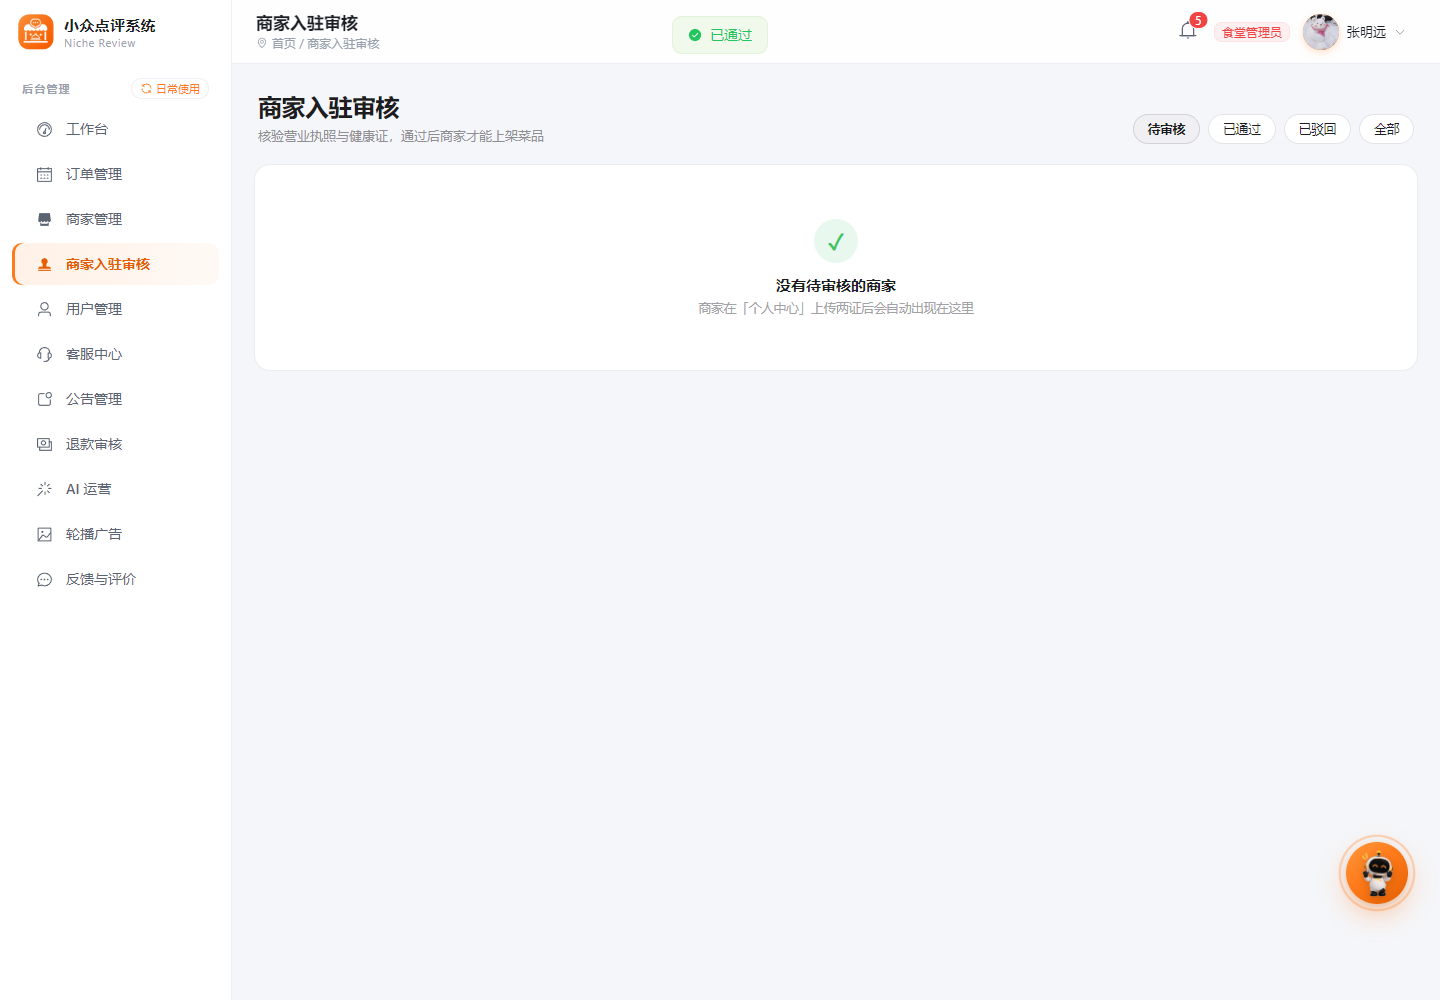 小众点评系统
Niche Review
后台管理
日常使用
工作台
订单管理
商家管理
商家入驻审核
用户管理
客服中心
公告管理
退款审核
AI 运营
轮播广告
反馈与评价
商家入驻审核
首页 / 商家入驻审核
已通过
5
食堂管理员
张明远
商家入驻审核
核验营业执照与健康证，通过后商家才能上架菜品
待审核
已通过
已驳回
全部
没有待审核的商家
商家在「个人中心」上传两证后会自动出现在这里